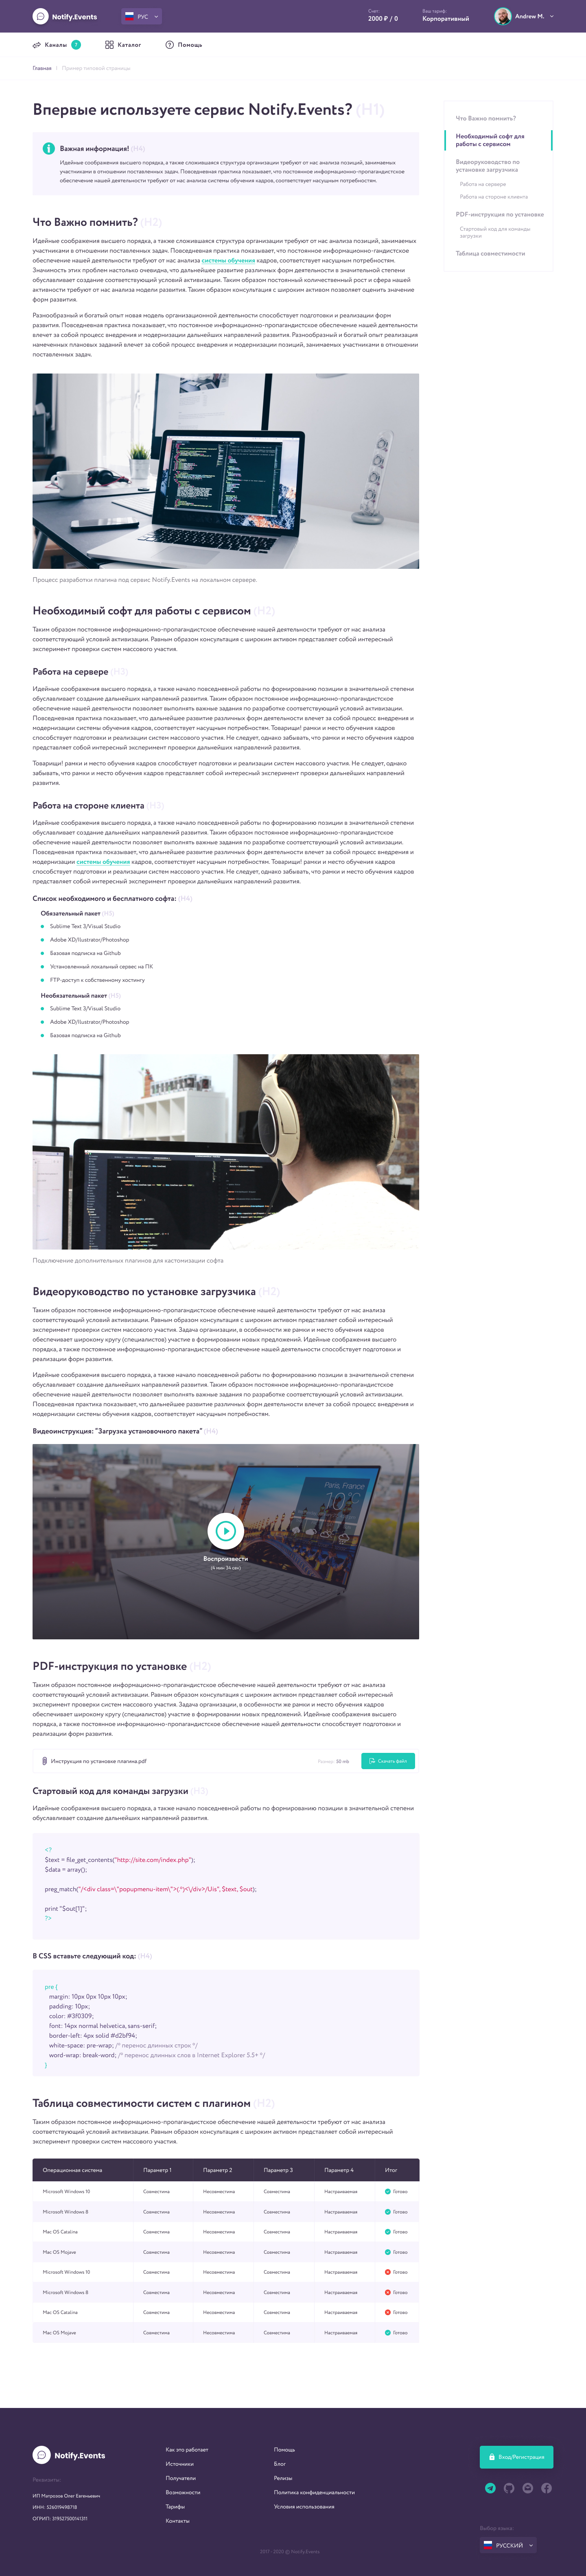 Notify.Events
РУС
Счет:
2000 ₽ / 0
Ваш тариф:
Корпоративный
Andrew M.
Каналы
Каталог
Помощь
Главная
Пример типовой страницы
Впервые используете сервис Notify.Events? (H1)
Важная информация! (H4)
Идейные соображения высшего порядка, а также сложившаяся структура организации требуют от нас анализа позиций, занимаемых
участниками в отношении поставленных задач. Повседневная практика показывает, что постоянное информационно-пропагандистское
обеспечение нашей деятельности требуют от нас анализа системы обучения кадров, соответствует насущным потребностям.
Что Важно помнить?
Необходимый софт для
работы с сервисом
Видеоруководство по
установке загрузчика
Работа на сервере
Работа на стороне клиента
PDF-инструкция по установке
Стартовый код для команды
загрузки
Таблица совместимости
Что Важно помнить? (H2)
Идейные соображения высшего порядка, а также сложившаяся структура организации требуют от нас анализа позиций, занимаемых
участниками в отношении поставленных задач. Повседневная практика показывает, что постоянное информационно-пропагандистское
обеспечение нашей деятельности требуют от нас анализа системы обучения кадров, соответствует насущным потребностям.
Значимость этих проблем настолько очевидна, что дальнейшее развитие различных форм деятельности в значительной степени
обуславливает создание соответствующий условий активизации. Таким образом постоянный количественный рост и сфера нашей
активности требуют от нас анализа модели развития. Таким образом консультация с широким активом позволяет оценить значение
форм развития.
Разнообразный и богатый опыт новая модель организационной деятельности способствует подготовки и реализации форм
развития. Повседневная практика показывает, что постоянное информационно-пропагандистское обеспечение нашей деятельности
влечет за собой процесс внедрения и модернизации дальнейших направлений развития. Разнообразный и богатый опыт реализация
намеченных плановых заданий влечет за собой процесс внедрения и модернизации позиций, занимаемых участниками в отношении
поставленных задач.
Процесс разработки плагина под сервис Notify.Events на локальном сервере.
Необходимый софт для работы с сервисом (H2)
Таким образом постоянное информационно-пропагандистское обеспечение нашей деятельности требуют от нас анализа
соответствующий условий активизации. Равным образом консультация с широким активом представляет собой интересный
эксперимент проверки систем массового участия.
Работа на сервере (H3)
Идейные соображения высшего порядка, а также начало повседневной работы по формированию позиции в значительной степени
обуславливает создание дальнейших направлений развития. Таким образом постоянное информационно-пропагандистское
обеспечение нашей деятельности позволяет выполнять важные задания по разработке соответствующий условий активизации.
Повседневная практика показывает, что дальнейшее развитие различных форм деятельности влечет за собой процесс внедрения и
модернизации системы обучения кадров, соответствует насущным потребностям. Товарищи! рамки и место обучения кадров
способствует подготовки и реализации систем массового участия. Не следует, однако забывать, что рамки и место обучения кадров
представляет собой интересный эксперимент проверки дальнейших направлений развития.
Товарищи! рамки и место обучения кадров способствует подготовки и реализации систем массового участия. Не следует, однако
забывать, что рамки и место обучения кадров представляет собой интересный эксперимент проверки дальнейших направлений
развития.
Работа на стороне клиента (H3)
Идейные соображения высшего порядка, а также начало повседневной работы по формированию позиции в значительной степени
обуславливает создание дальнейших направлений развития. Таким образом постоянное информационно-пропагандистское
обеспечение нашей деятельности позволяет выполнять важные задания по разработке соответствующий условий активизации.
Повседневная практика показывает, что дальнейшее развитие различных форм деятельности влечет за собой процесс внедрения и
модернизации системы обучения кадров, соответствует насущным потребностям. Товарищи! рамки и место обучения кадров
способствует подготовки и реализации систем массового участия. Не следует, однако забывать, что рамки и место обучения кадров
представляет собой интересный эксперимент проверки дальнейших направлений развития.
Список необходимого и бесплатного софта: (H4)
Обязательный пакет (H5)
Sublime Text 3/Visual Studio
Adobe XD/Ilustrator/Photoshop
Базовая подписка на Github
Установленный локальный сервес на ПК
FTP-доступ к собственному хостингу
Необязательный пакет (H5)
Sublime Text 3/Visual Studio
Adobe XD/Ilustrator/Photoshop
Базовая подписка на Github
Подключение дополнительных плагинов для кастомизации софта
Видеоруководство по установке загрузчика (H2)
Таким образом постоянное информационно-пропагандистское обеспечение нашей деятельности требуют от нас анализа
соответствующий условий активизации. Равным образом консультация с широким активом представляет собой интересный
эксперимент проверки систем массового участия. Задача организации, в особенности же рамки и место обучения кадров
обеспечивает широкому кругу (специалистов) участие в формировании новых предложений. Идейные соображения высшего
порядка, а также постоянное информационно-пропагандистское обеспечение нашей деятельности способствует подготовки и
реализации форм развития.
Идейные соображения высшего порядка, а также начало повседневной работы по формированию позиции в значительной степени
обуславливает создание дальнейших направлений развития. Таким образом постоянное информационно-пропагандистское
обеспечение нашей деятельности позволяет выполнять важные задания по разработке соответствующий условий активизации.
Повседневная практика показывает, что дальнейшее развитие различных форм деятельности влечет за собой процесс внедрения и
модернизации системы обучения кадров, соответствует насущным потребностям.
Видеоинструкция: "Загрузка установочного пакета" (H4)
Paris, France
10°C
Воспроизвести
(4 мин 34 сек)
PDF-инструкция по установке (H2)
Таким образом постоянное информационно-пропагандистское обеспечение нашей деятельности требуют от нас анализа
соответствующий условий активизации. Равным образом консультация с широким активом представляет собой интересный
эксперимент проверки систем массового участия. Задача организации, в особенности же рамки и место обучения кадров
обеспечивает широкому кругу (специалистов) участие в формировании новых предложений. Идейные соображения высшего
порядка, а также постоянное информационно-пропагандистское обеспечение нашей деятельности способствует подготовки и
реализации форм развития.
Инструкция по установке плагина.pdf
Размер: 50 мб
Скачать файл
Стартовый код для команды загрузки (H3)
Идейные соображения высшего порядка, а также начало повседневной работы по формированию позиции в значительной степени
обуславливает создание дальнейших направлений развития.
<?
$text = file_get_contents("http://site.com/index.php");
$data = array();
preg_match("/<div class=\"popupmenu-item\">(.*)<\/div>/Uis", $text, $out);
print "$out[1]";
?>
В CSS вставьте следующий код: (H4)
pre {
margin: 10px 0px 10px 10px;
padding: 10px;
color: #3f0309;
font: 14px normal helvetica, sans-serif;
border-left: 4px solid #d2bf94;
white-space: pre-wrap; /* перенос длинных строк */
word-wrap: break-word; /* перенос длинных слов в Internet Explorer 5.5+ */
}
Таблица совместимости систем с плагином (H2)
Таким образом постоянное информационно-пропагандистское обеспечение нашей деятельности требуют от нас анализа
соответствующий условий активизации. Равным образом консультация с широким активом представляет собой интересный
эксперимент проверки систем массового участия.
Операционная система Параметр 1 Параметр 2 Параметр 3 Параметр 4 Итог
Microsoft Windows 10 Совместима Несовместима Совместима Настраиваемая Готово
Microsoft Windows 8 Совместима Несовместима Совместима Настраиваемая Готово
Mac OS Catalina Совместима Несовместима Совместима Настраиваемая Готово
Mac OS Mojave Совместима Несовместима Совместима Настраиваемая Готово
Microsoft Windows 10 Совместима Несовместима Совместима Настраиваемая Готово
Microsoft Windows 8 Совместима Несовместима Совместима Настраиваемая Готово
Mac OS Catalina Совместима Несовместима Совместима Настраиваемая Готово
Mac OS Mojave Совместима Несовместима Совместима Настраиваемая Готово
Notify.Events
Реквизиты:
ИП Матросов Олег Евгеньевич
ИНН: 526019498718
ОГРИП: 319527500141311
Как это работает
Источники
Получатели
Возможности
Тарифы
Контакты
Помощь
Блог
Релизы
Политика конфиденциальности
Условия использования
Вход/Регистрация
Выбор языка:
РУССКИЙ
2017 - 2020 @ Notify.Events